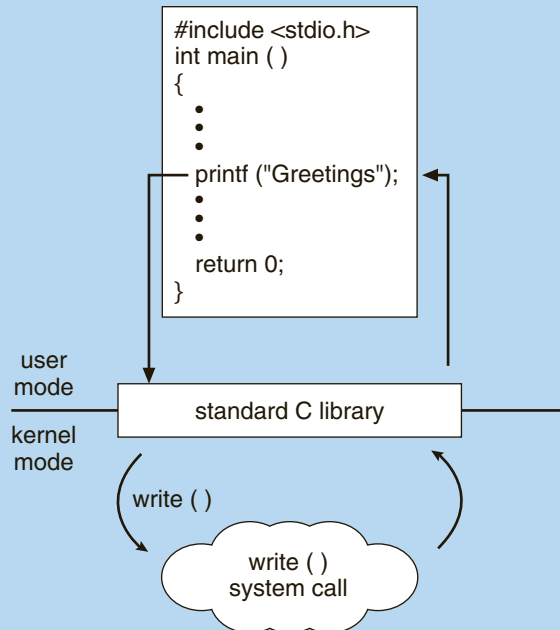 #include <stdio.h>
int main ( )
{
•
•
•
printf ("Greetings");
•
•
•
return 0;
}
user
mode
standard C library
kernel
mode
write ( )
write ( )
system call